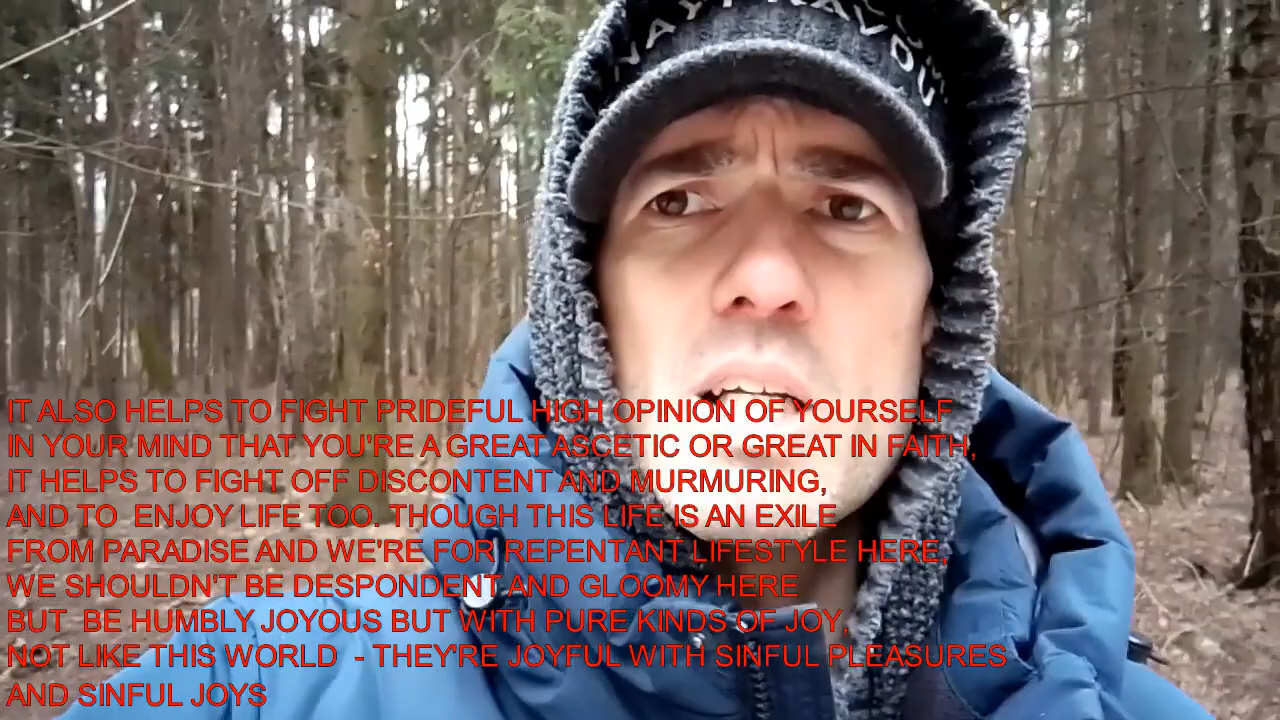 IT ALSO HELPS TO FIGHT PRIDEFUL HIGH OPINION OF YOURSELF
IN YOUR MIND THAT YOU'RE A GREAT ASCETIC OR GREAT IN FAITH,
IT HELPS TO FIGHT OFF DISCONTENT AND MURMURING,
AND TO ENJOY LIFE TOO. THOUGH THIS LIFE IS AN EXILE
FROM PARADISE AND WE'RE FOR REPENTANT LIFESTYLE HERE,
WE SHOULDN'T BE DESPONDENT AND GLOOMY HERE
BUT BE HUMBLY JOYOUS BUT WITH PURE KINDS OF JOY,
NOT LIKE THIS WORLD - THEY'RE JOYFUL WITH SINFUL PLEASURES
AND SINFUL JOYS